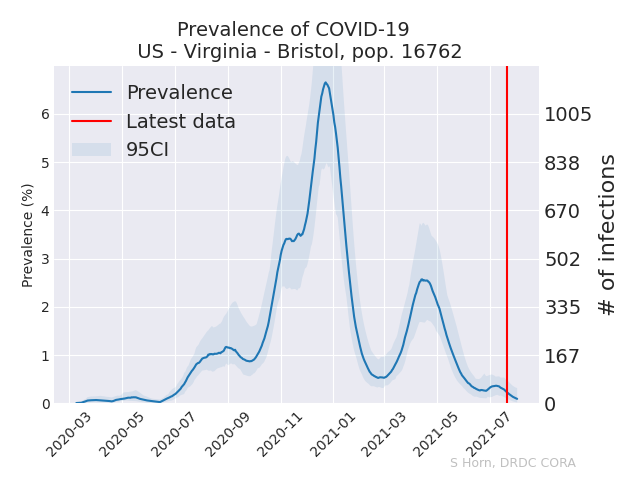 Prevalence of COVID-19
US - Virginia - Bristol, pop. 16762
Prevalence
Latest data
95CI
Prevalence (%)
6
5
4
3
2
1
0
1005
838
670
502
335
167
0
# of infections
2020-03
2020-05
2020-07
2020-09
2020-11
2021-01
2021-03
2021-05
2021-07
S Horn, DRDC CORA